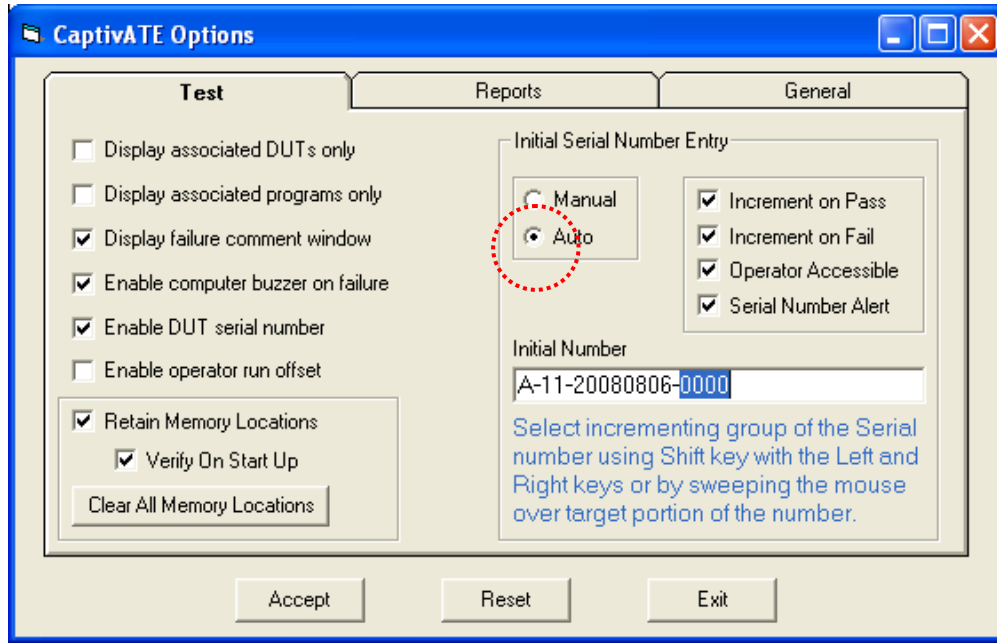 CaptivATE Options
Test
Reports
General
Display associated DUTs only
Display associated programs only
Display failure comment window
Enable computer buzzer on failure
Enable DUT serial number
Enable operator run offset
Retain Memory Locations
Verify On Start Up
Clear All Memory Locations
Initial Serial Number Entry
Manual
Auto
Increment on Pass
Increment on Fail
Operator Accessible
Serial Number Alert
Initial Number
A-11-20080806-0000
Select incrementing group of the Serial
number using Shift key with the Left and
Right keys or by sweeping the mouse
over target portion of the number.
Accept
Reset
Exit